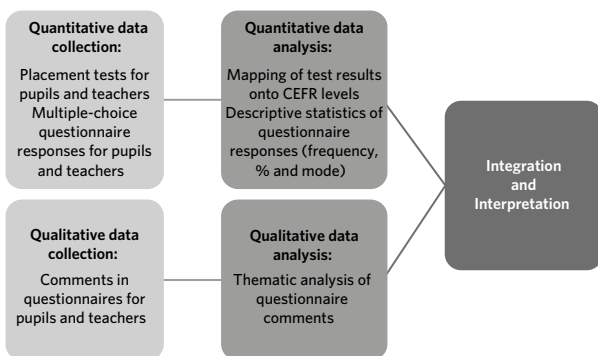 Quantitative data
collection:
Placement tests for
pupils and teachers
Multiple-choice
questionnaire
responses for pupils
and teachers
Quantitative data
analysis:
Mapping of test results
onto CEFR levels
Descriptive statistics of
questionnaire
responses (frequency,
% and mode)
Qualitative data
collection:
Comments in
questionnaires for
pupils and teachers
Qualitative data
analysis:
Thematic analysis of
questionnaire
comments
Integration
and
Interpretation